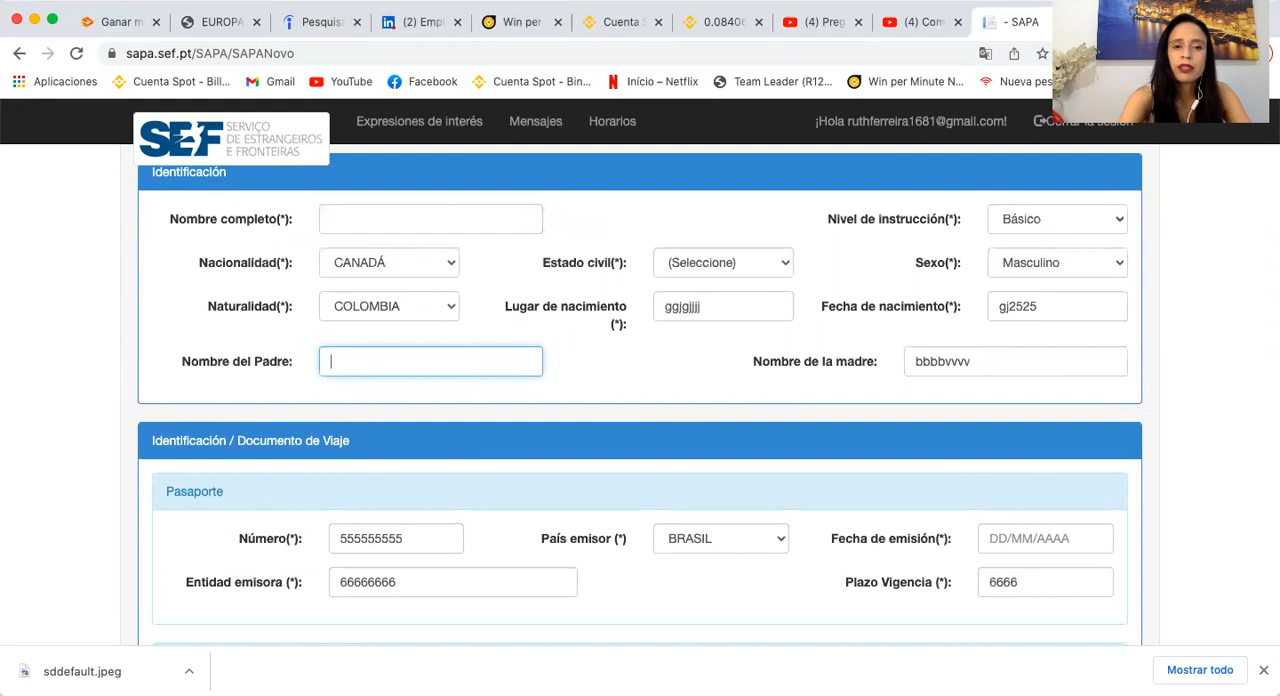 Ganar m
EUROPA
Pesquisa
(2) Empl
Win per
Cuenta S
0.08406
(4) Preg
(4) Com
- SAPA
sapa.sef.pt/SAPA/SAPANovo
Aplicaciones
Cuenta Spot - Bill...
Gmail
YouTube
Facebook
Cuenta Spot - Bin...
Início – Netflix
Team Leader (R12...
Win per Minute N...
Nueva pes
SEF SERVIÇO
DE ESTRANGEIROS
E FRONTEIRAS
Expresiones de interés
Mensajes
Horarios
¡Hola ruthferreira1681@gmail.com!
Cerrar la sesión
Identificación
Nombre completo(*):
Nivel de instrucción(*): Básico
Nacionalidad(*): CANADÁ
Estado civil(*): (Seleccione)
Sexo(*): Masculino
Naturalidad(*): COLOMBIA
Lugar de nacimiento
(*):
ggjgjjjj
Fecha de nacimiento(*): gj2525
Nombre del Padre:
Nombre de la madre: bbbbvvvv
Identificación / Documento de Viaje
Pasaporte
Número(*): 555555555
País emisor (*) BRASIL
Fecha de emisión(*): DD/MM/AAAA
Entidad emisora (*): 66666666
Plazo Vigencia (*): 6666
sddefault.jpeg
Mostrar todo